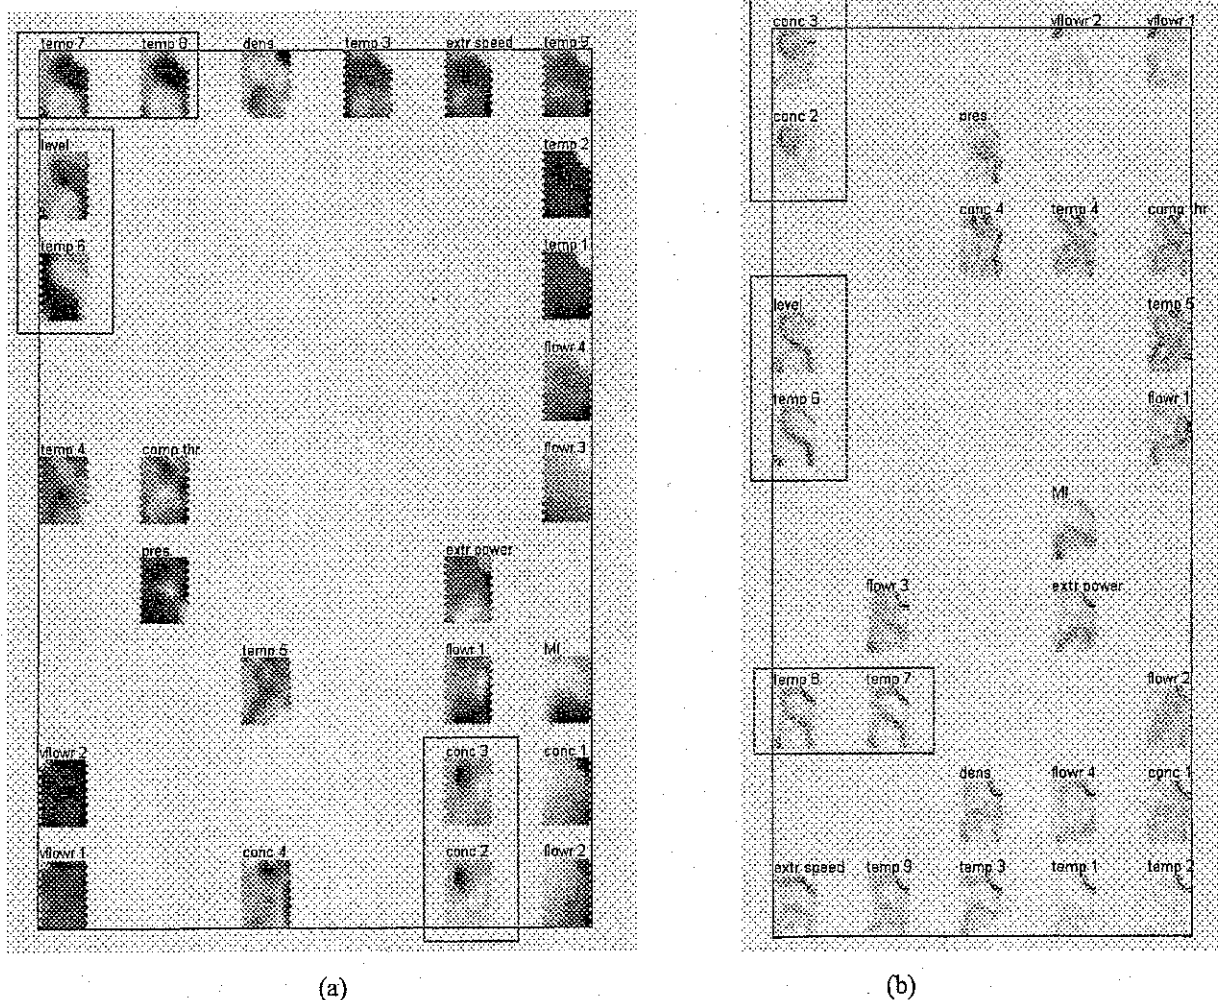 temp 7 temp 8 dens temp 3 extr speed temp 9
level temp 2
temp 6 temp 1
flowr 4
temp 4 comp thr flowr 3
pres extr power
temp 5 flowr 1 MI
vflowr 2 conc 3 conc 1
vflowr 1 conc 4 conc 2 flowr 2
(a)
conc 3 vflowr 2 vflowr 1
conc 2 pres
conc 4 temp 4 comp thr
level temp 5
temp 6 flowr 1
MI
flowr 3 extr power
temp 8 temp 7 flowr 2
dens flowr 4 conc 1
extr speed temp 9 temp 3 temp 1 temp 2
(b)